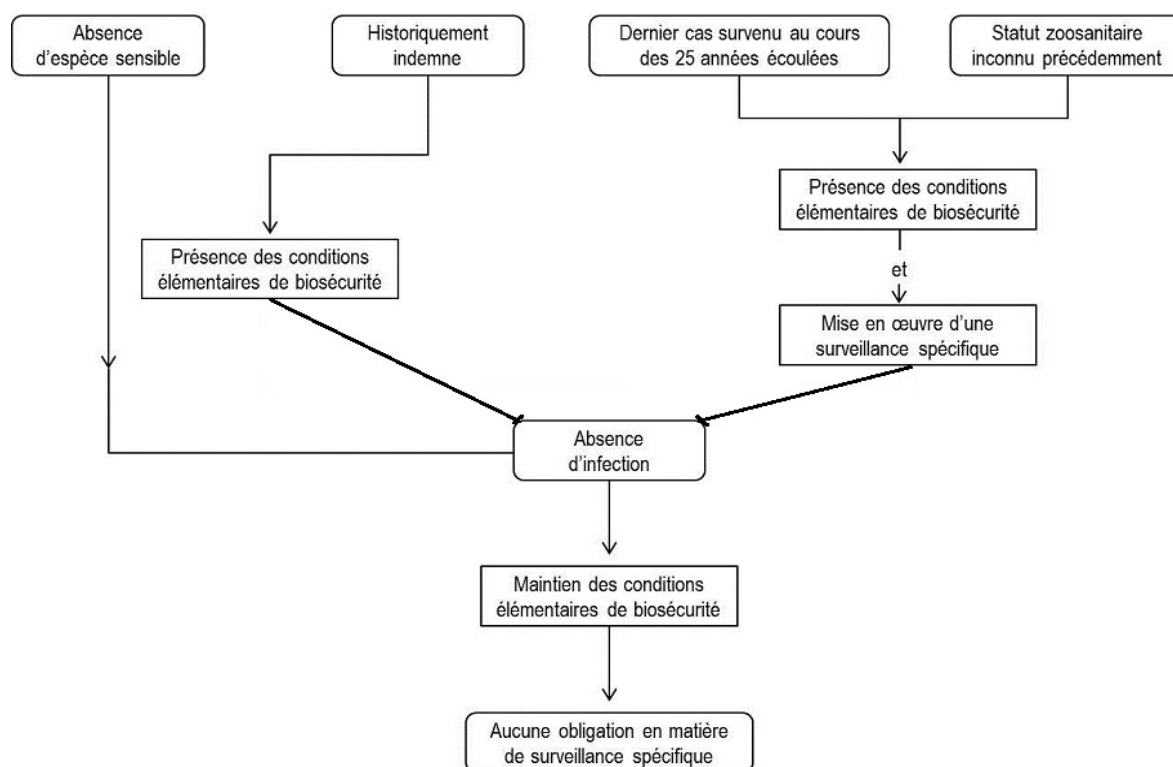 Absence
d'espèce sensible
Historiquement
indemne
Dernier cas survenu au cours
des 25 années écoulées
Statut zoosanitaire
inconnu précédemment
Présence des conditions
élémentaires de biosécurité
et
Mise en œuvre d'une
surveillance spécifique
Présence des conditions
élémentaires de biosécurité
Absence
d'infection
Maintien des conditions
élémentaires de biosécurité
Aucune obligation en matière
de surveillance spécifique